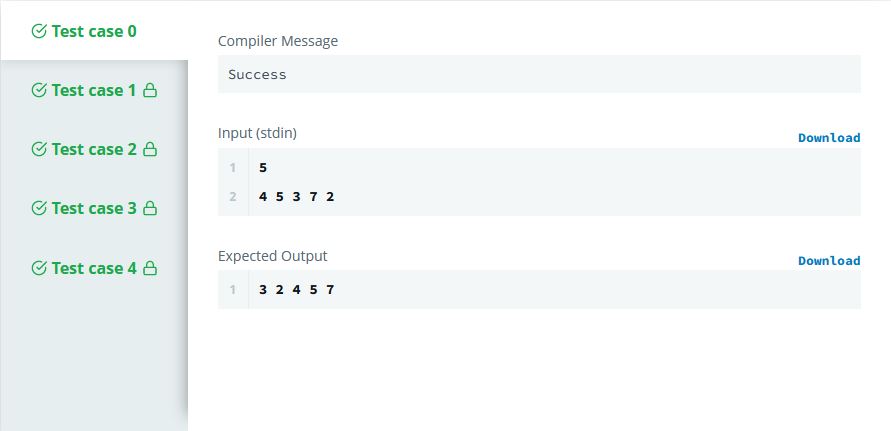 Test case 0
Test case 1
Test case 2
Test case 3
Test case 4
Compiler Message
Success
Input (stdin)
Download
1 5
2 4 5 3 7 2
Expected Output
Download
1 3 2 4 5 7